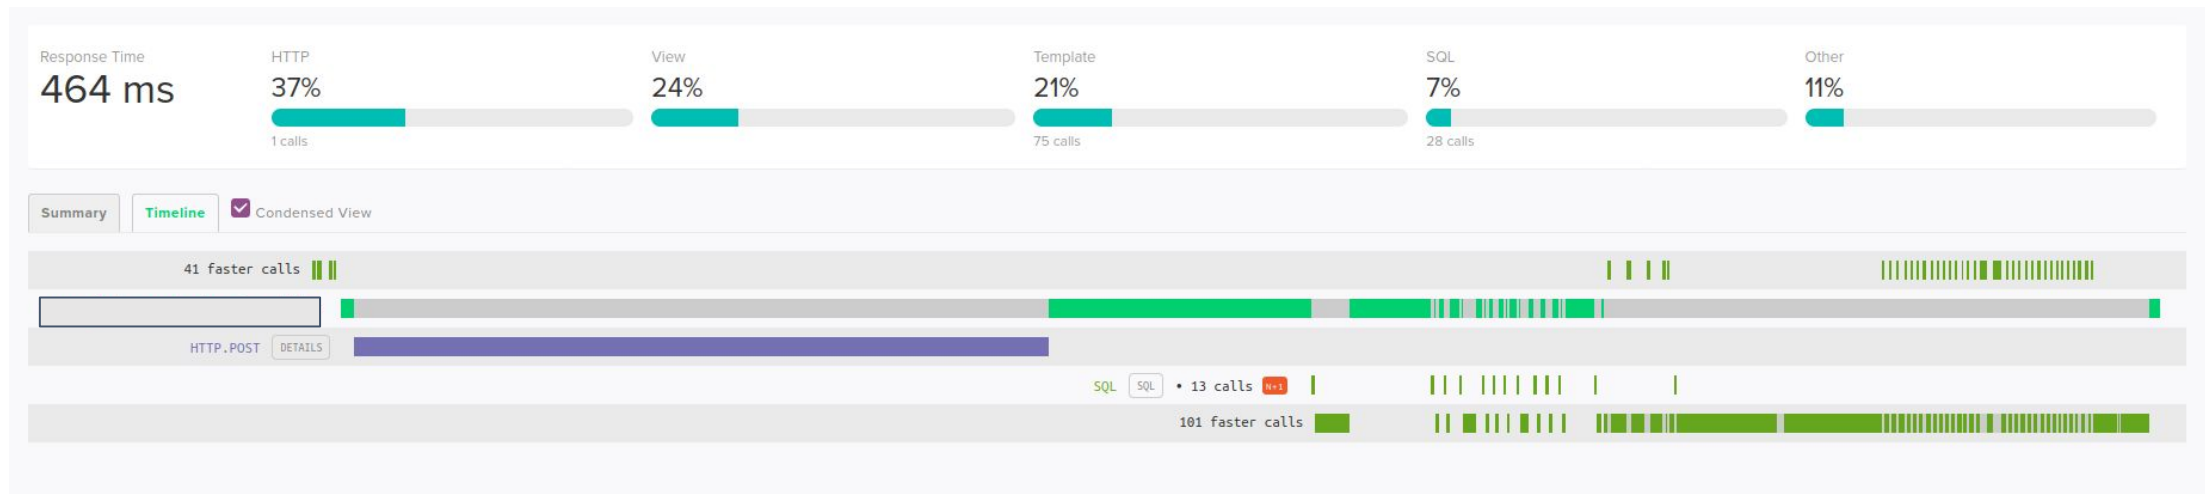 Response Time
464 ms
HTTP
37%
1 calls
View
24%
Template
21%
75 calls
SQL
7%
28 calls
Other
11%
Summary
Timeline
Condensed View
41 faster calls
HTTP.POST DETAILS
SQL SQL • 13 calls N+1
101 faster calls